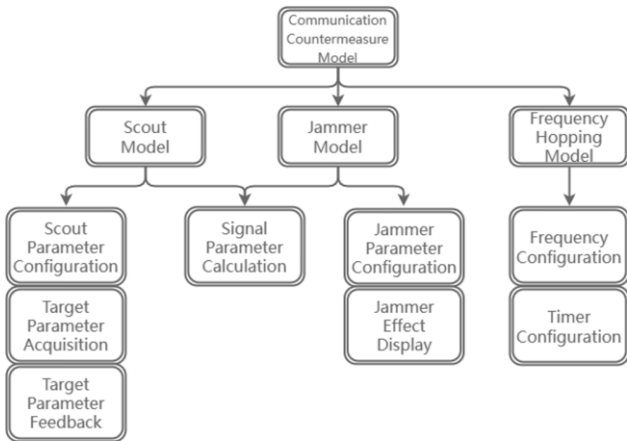 Communication
Countermeasure
Model
Scout
Model
Jammer
Model
Frequency
Hopping
Model
Scout
Parameter
Configuration
Signal
Parameter
Calculation
Jammer
Parameter
Configuration
Frequency
Configuration
Target
Parameter
Acquisition
Jammer
Effect
Display
Timer
Configuration
Target
Parameter
Feedback